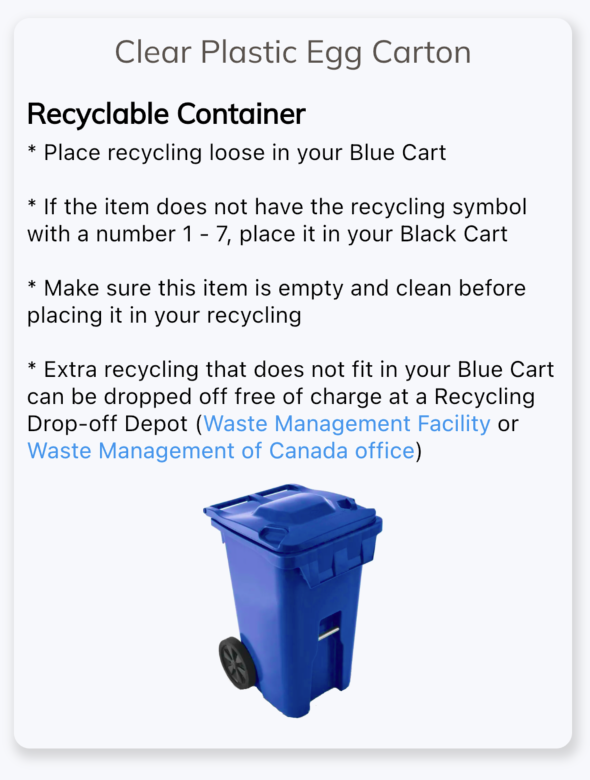 Clear Plastic Egg Carton
Recyclable Container
* Place recycling loose in your Blue Cart
* If the item does not have the recycling symbol
with a number 1 - 7, place it in your Black Cart
* Make sure this item is empty and clean before
placing it in your recycling
* Extra recycling that does not fit in your Blue Cart
can be dropped off free of charge at a Recycling
Drop-off Depot (Waste Management Facility or
Waste Management of Canada office)